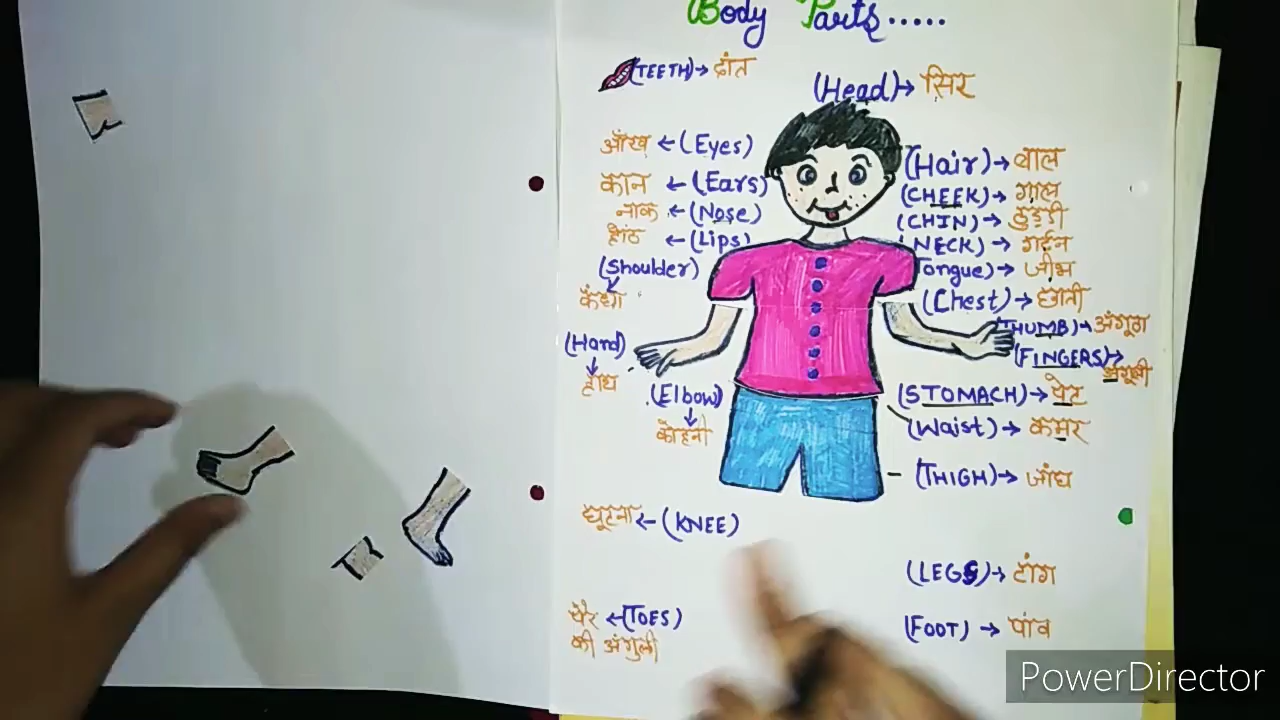 Body Parts.....
(TEETH)→ दांत
(Head)→ सिर
आँख ←(Eyes)
(Hair)→ बाल
कान ←(Ears)
(CHEEK)→ गाल
नाक ←(Nose)
(CHIN)→ ठुड्डी
होंठ ←(Lips)
(NECK)→ गर्दन
(Shoulder)
Tongue)→ जीभ
कंधा
(Chest)→ छाती
(THUMB)→ अंगूठा
(Hand)
(FINGERS)→
अंगूली
हाथ
(Elbow)
(STOMACH)→ पेट
कोहनी
(Waist)→ कमर
(THIGH)→ जांघ
घूटना←(KNEE)
(LEGS)→ टांग
पैर ←(TOES)
की अंगुली
(FOOT)→ पांव
PowerDirector